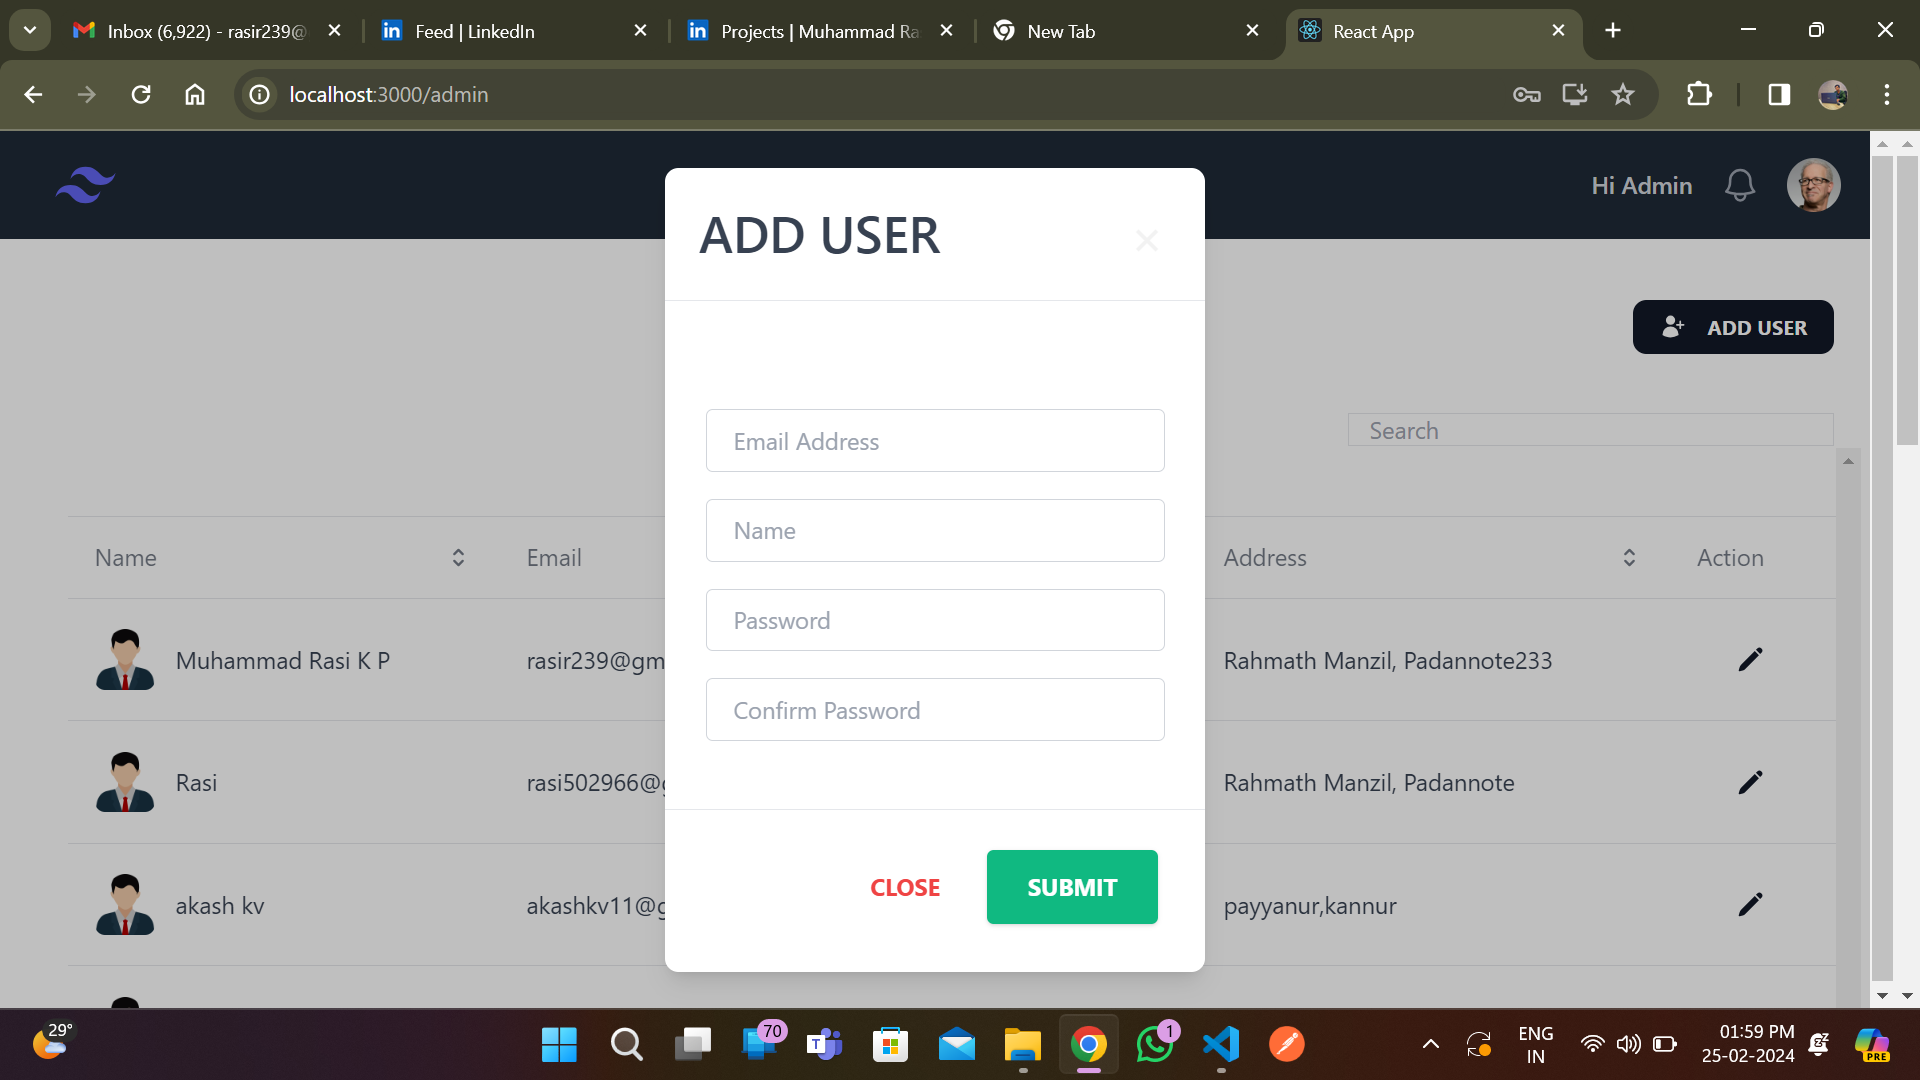 Inbox (6,922) - rasir239@
Feed | LinkedIn
Projects | Muhammad Ra
New Tab
React App
localhost:3000/admin
Hi Admin
ADD USER
ADD USER
Email Address
Search
Name
Name
Email
Address
Action
Password
Muhammad Rasi K P
rasir239@gm
Rahmath Manzil, Padannote233
Confirm Password
Rasi
rasi502966@g
Rahmath Manzil, Padannote
CLOSE
SUBMIT
akash kv
akashkv11@g
payyanur,kannur
29°
70
T
1
ENG
IN
01:59 PM
25-02-2024
PRE